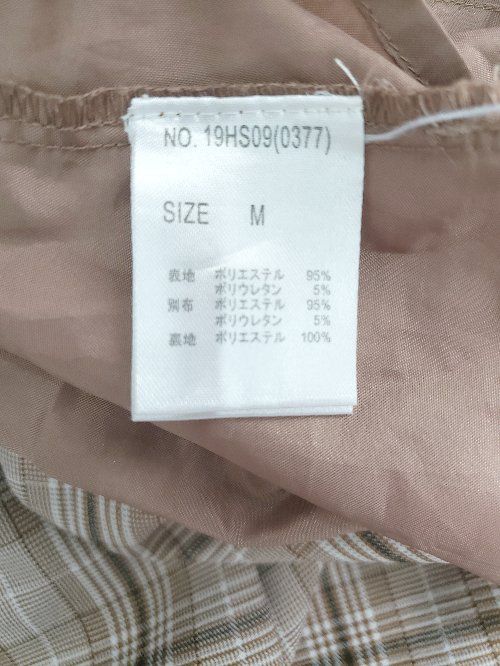 NO. 19HS09(0377)
SIZE M
表地 ポリエステル 95%
ポリウレタン 5%
別布 ポリエステル 95%
ポリウレタン 5%
裏地 ポリエステル 100%